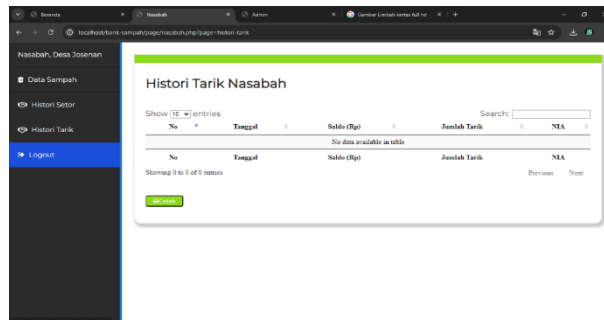 Beranda
Nasabah
Admin
Gambar Limbah kertas full hd
localhost/bank-sampah/page/nasabah.php?page=histori-tarik
Nasabah, Desa Josenan
Data Sampah
Histori Setor
Histori Tarik
Logout
Histori Tarik Nasabah
Show 10 entries
Search:
No Tanggal Saldo (Rp) Jumlah Tarik NIA
No data available in table
No Tanggal Saldo (Rp) Jumlah Tarik NIA
Showing 0 to 0 of 0 entries
Previous Next
Cetak